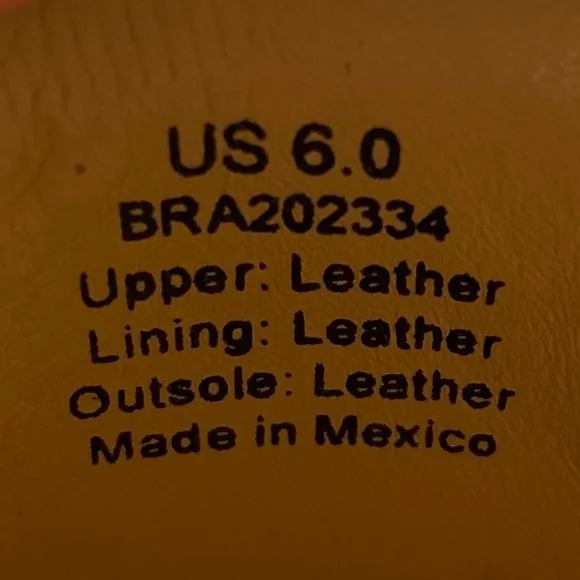 US 6.0
BRA202334
Upper: Leather
Lining: Leather
Outsole: Leather
Made in Mexico